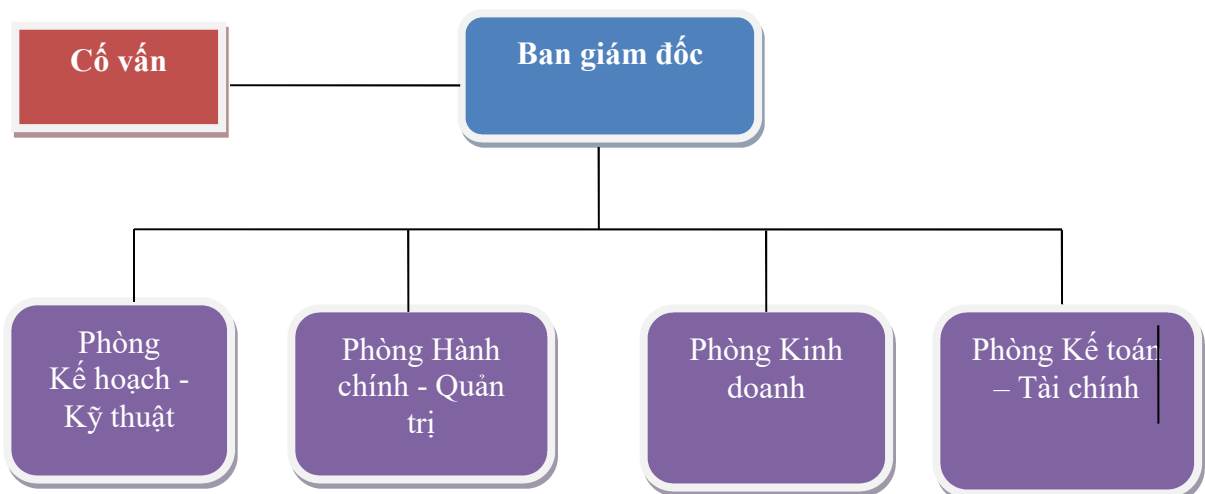 Cố vấn
Ban giám đốc
Phòng
Kế hoạch -
Kỹ thuật
Phòng Hành
chính - Quản
trị
Phòng Kinh
doanh
Phòng Kế toán
– Tài chính